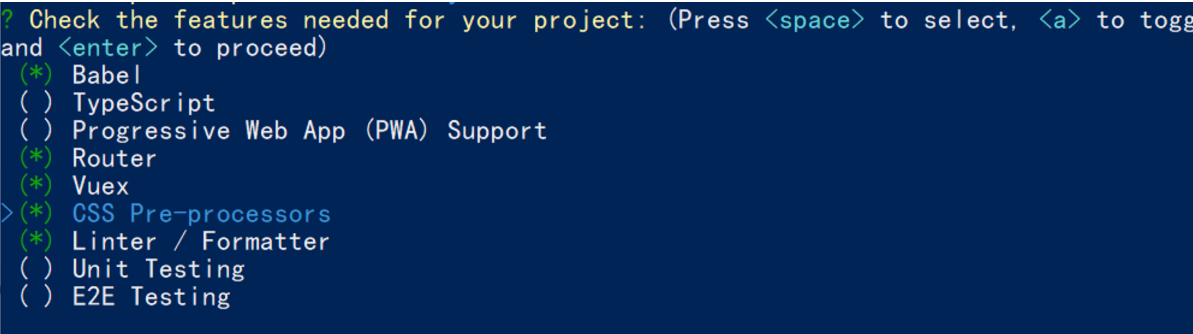 ? Check the features needed for your project: (Press <space> to select, <a> to togg
and <enter> to proceed)
(*) Babel
( ) TypeScript
( ) Progressive Web App (PWA) Support
(*) Router
(*) Vuex
>(*) CSS Pre-processors
(*) Linter / Formatter
( ) Unit Testing
( ) E2E Testing